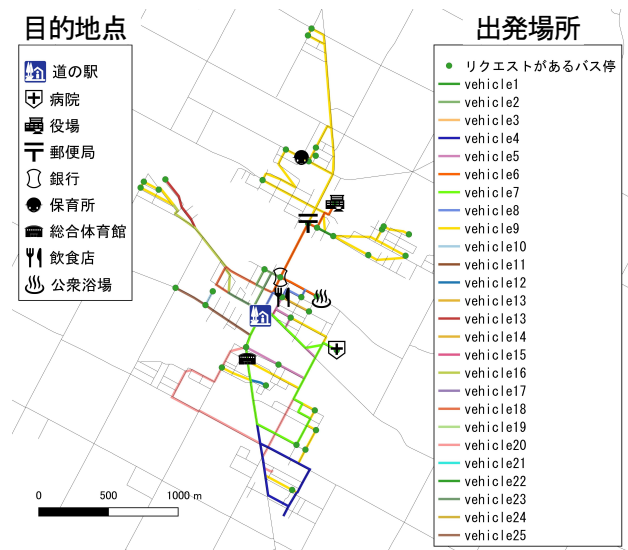 目的地点
道の駅
病院
役場
郵便局
銀行
保育所
総合体育館
飲食店
公衆浴場
出発場所
リクエストがあるバス停
vehicle1
vehicle2
vehicle3
vehicle4
vehicle5
vehicle6
vehicle7
vehicle8
vehicle9
vehicle10
vehicle11
vehicle12
vehicle13
vehicle13
vehicle14
vehicle15
vehicle16
vehicle17
vehicle18
vehicle19
vehicle20
vehicle21
vehicle22
vehicle23
vehicle24
vehicle25
0 500 1000 m